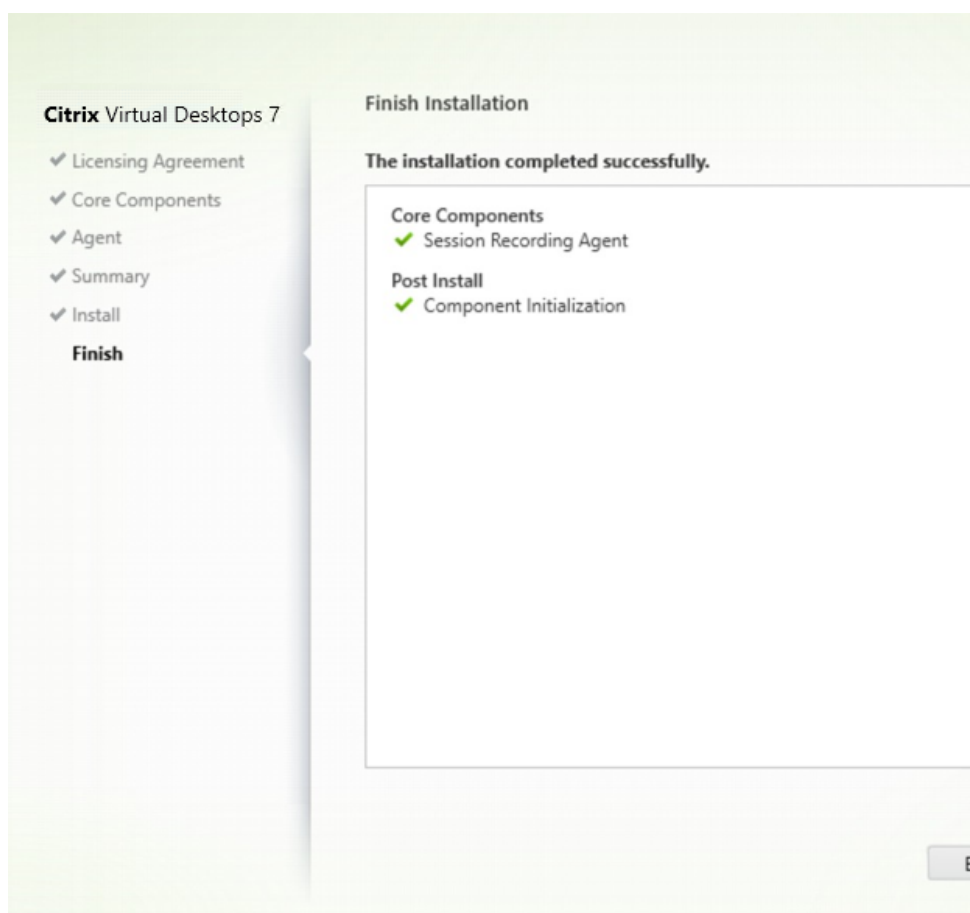 Citrix Virtual Desktops 7
Licensing Agreement
Core Components
Agent
Summary
Install
Finish
Finish Installation
The installation completed successfully.
Core Components
Session Recording Agent
Post Install
Component Initialization